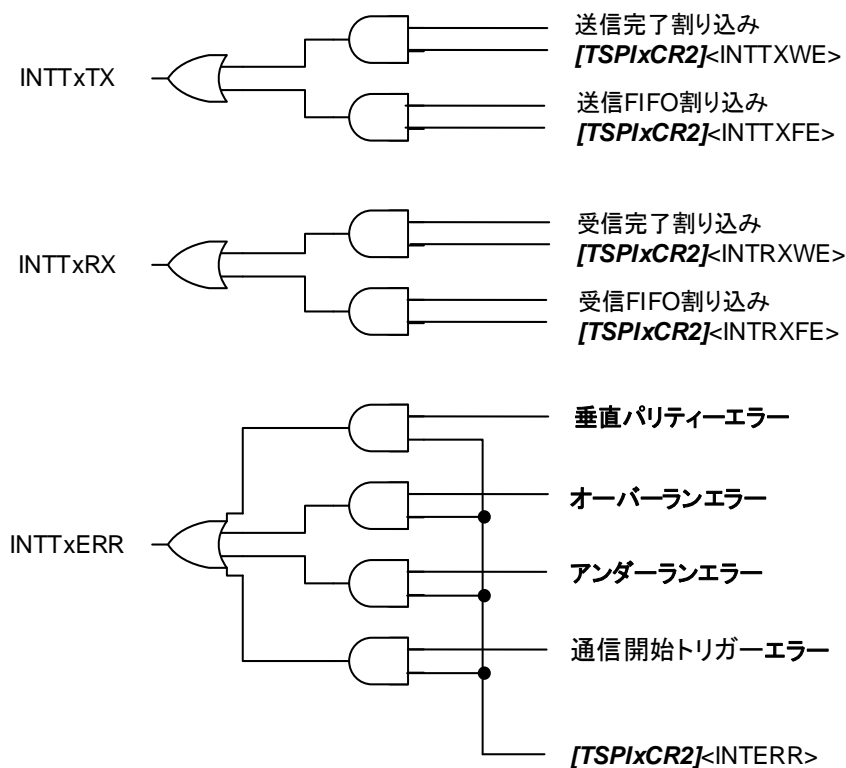 INTTxTX
送信完了割り込み
[TSPIxCR2]<INTTXWE>
送信FIFO割り込み
[TSPIxCR2]<INTTXFE>
INTTxRX
受信完了割り込み
[TSPIxCR2]<INTRXWE>
受信FIFO割り込み
[TSPIxCR2]<INTRXFE>
INTTxERR
垂直パリティーエラー
オーバーランエラー
アンダーランエラー
通信開始トリガーエラー
[TSPIxCR2]<INTERR>